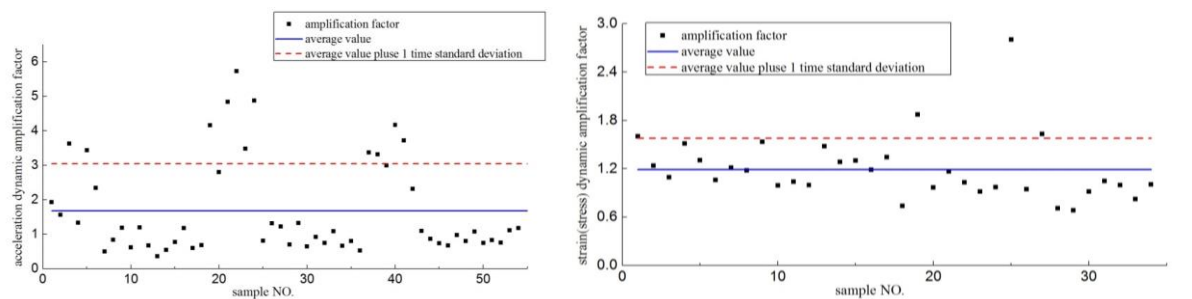 amplification factor
average value
average value pluse 1 time standard deviation
acceleration dynamic amplification factor
6
5
4
3
2
1
0
0 10 20 30 40 50
sample NO.
amplification factor
average value
average value pluse 1 time standard deviation
strain(stress) dynamic amplification factor
3.0
2.4
1.8
1.2
0.6
0.0
0 10 20 30
sample NO.